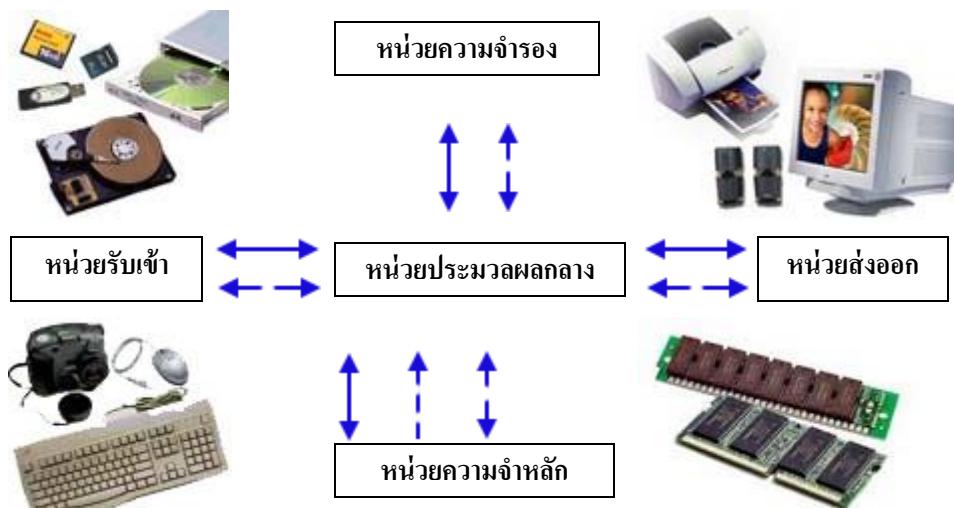 หน่วยความจำรอง
หน่วยรับเข้า
หน่วยประมวลผลกลาง
หน่วยส่งออก
หน่วยความจำหลัก